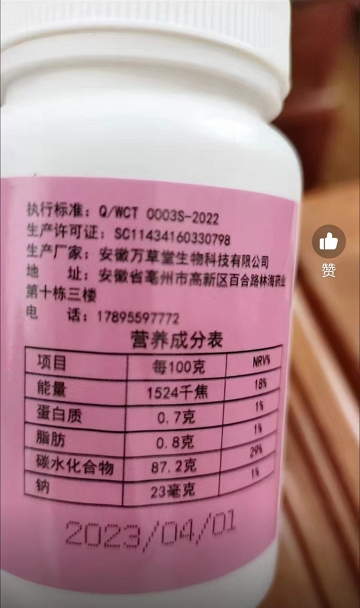 执行标准：Q/WCT 0003S-2022
生产许可证：SC11434160330798
生产厂家：安徽万草堂生物科技有限公司
地　　址：安徽省亳州市高新区百合路林海药业
第十栋三楼
电　　话：17895597772
营养成分表
项目 每100克 NRV%
能量 1524千焦 18%
蛋白质 0.7克 1%
脂肪 0.8克 1%
碳水化合物 87.2克 29%
钠 23毫克 1%
2023/04/01
赞